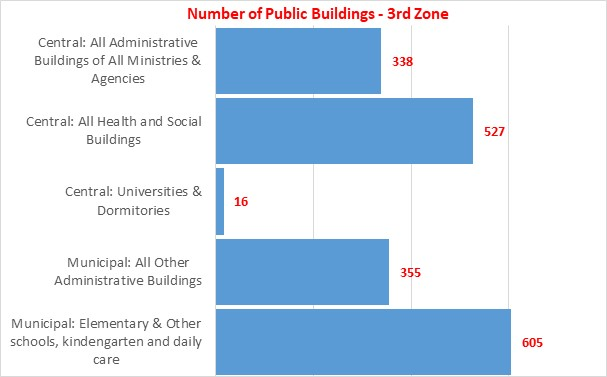 Number of Public Buildings - 3rd Zone
Central: All Administrative
Buildings of All Ministries &
Agencies
338
Central: All Health and Social
Buildings
527
Central: Universities &
Dormitories
16
Municipal: All Other
Administrative Buildings
355
Municipal: Elementary & Other
schools, kindengarten and daily
care
605